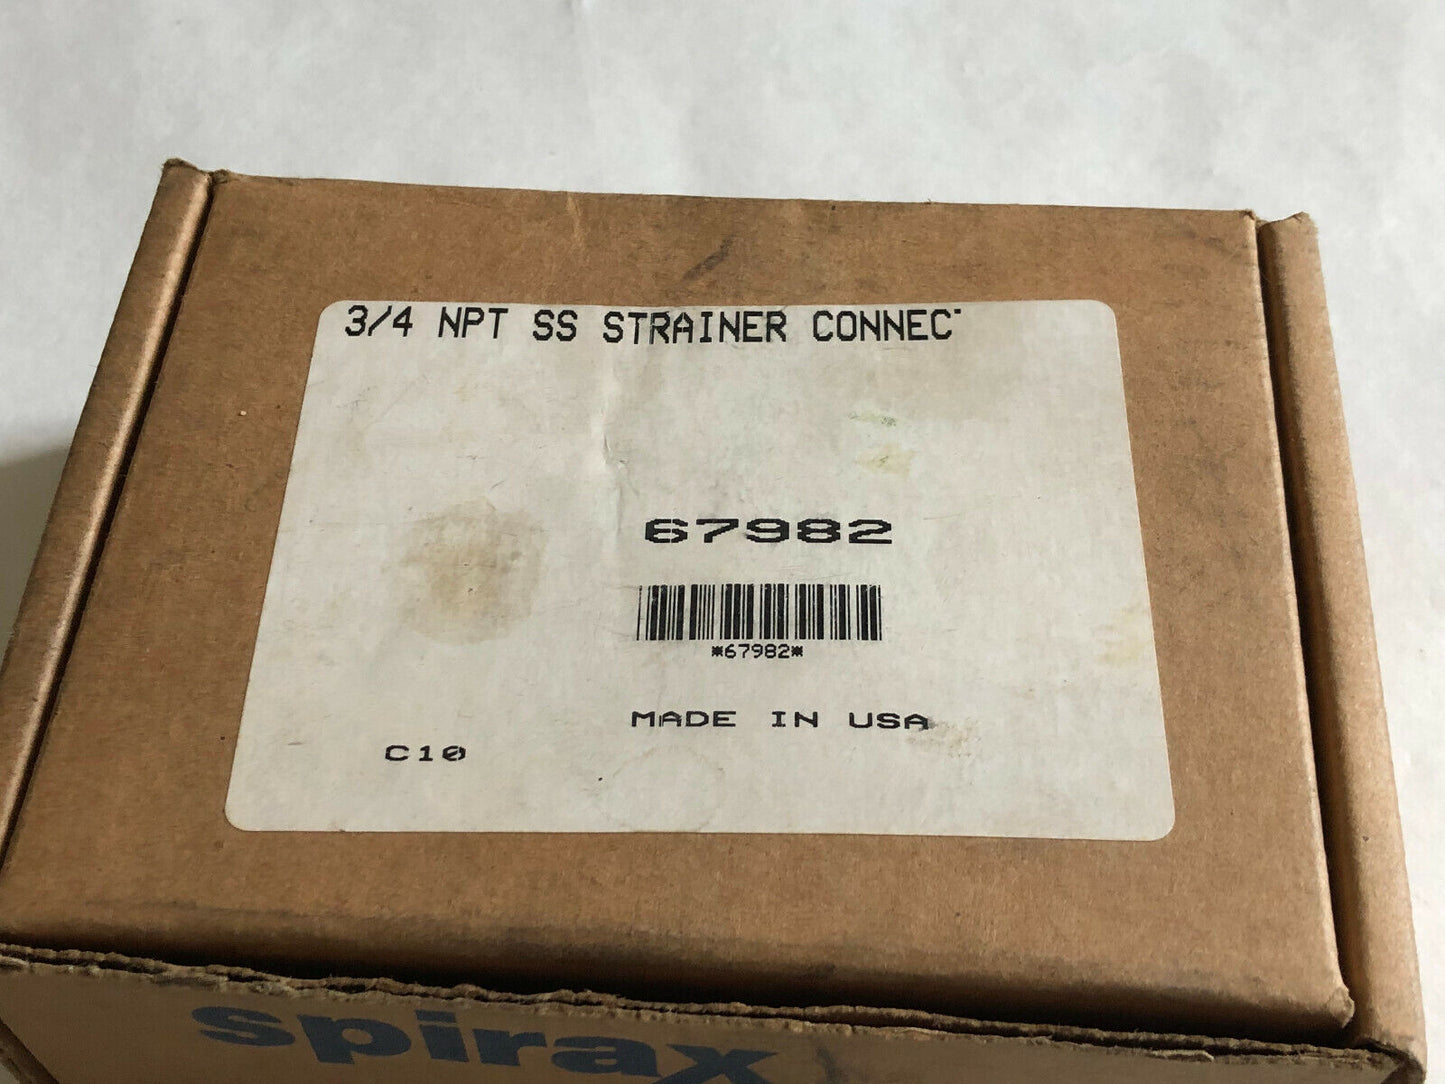 3/4 NPT SS STRAINER CONNEC
67982
*67982*
MADE IN USA
C10
spirax